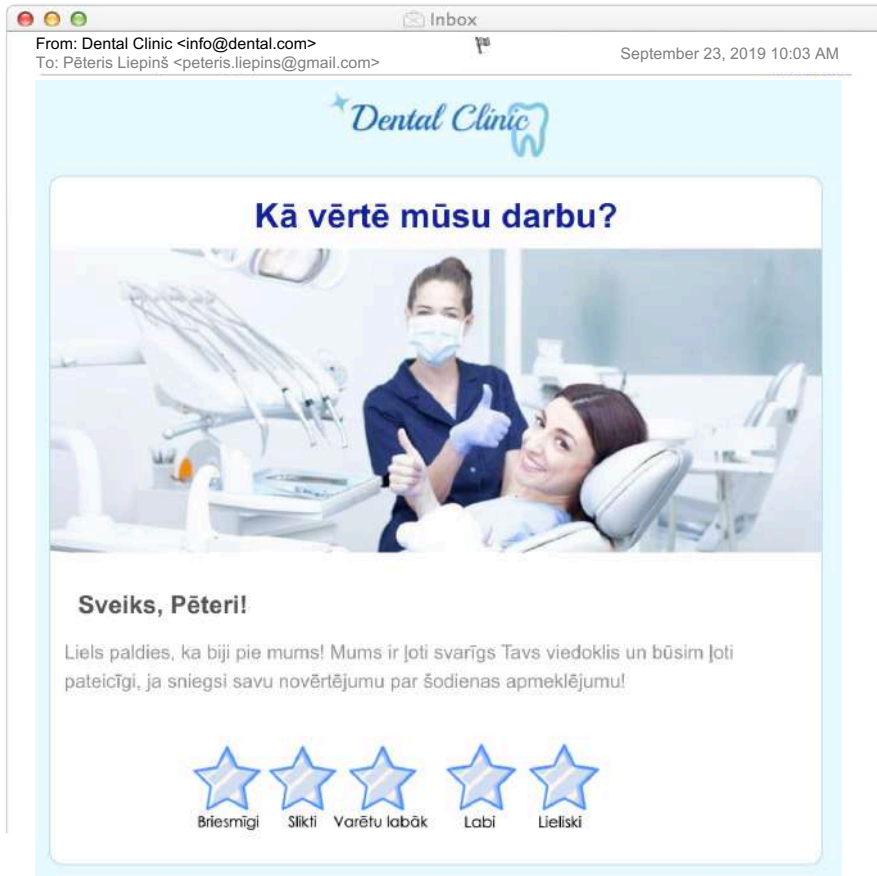 Inbox
From: Dental Clinic <info@dental.com>
To: Pēteris Liepinš <peteris.liepins@gmail.com>
September 23, 2019 10:03 AM
Dental Clinic
Kā vērtē mūsu darbu?
Sveiks, Pēteri!
Liels paldies, ka biji pie mums! Mums ir ļoti svarīgs Tavs viedoklis un būsim ļoti
pateicīgi, ja sniegsi savu novērtējumu par šodienas apmeklējumu!
Briesmīgi Slikti Varētu labāk Labi Lieliski